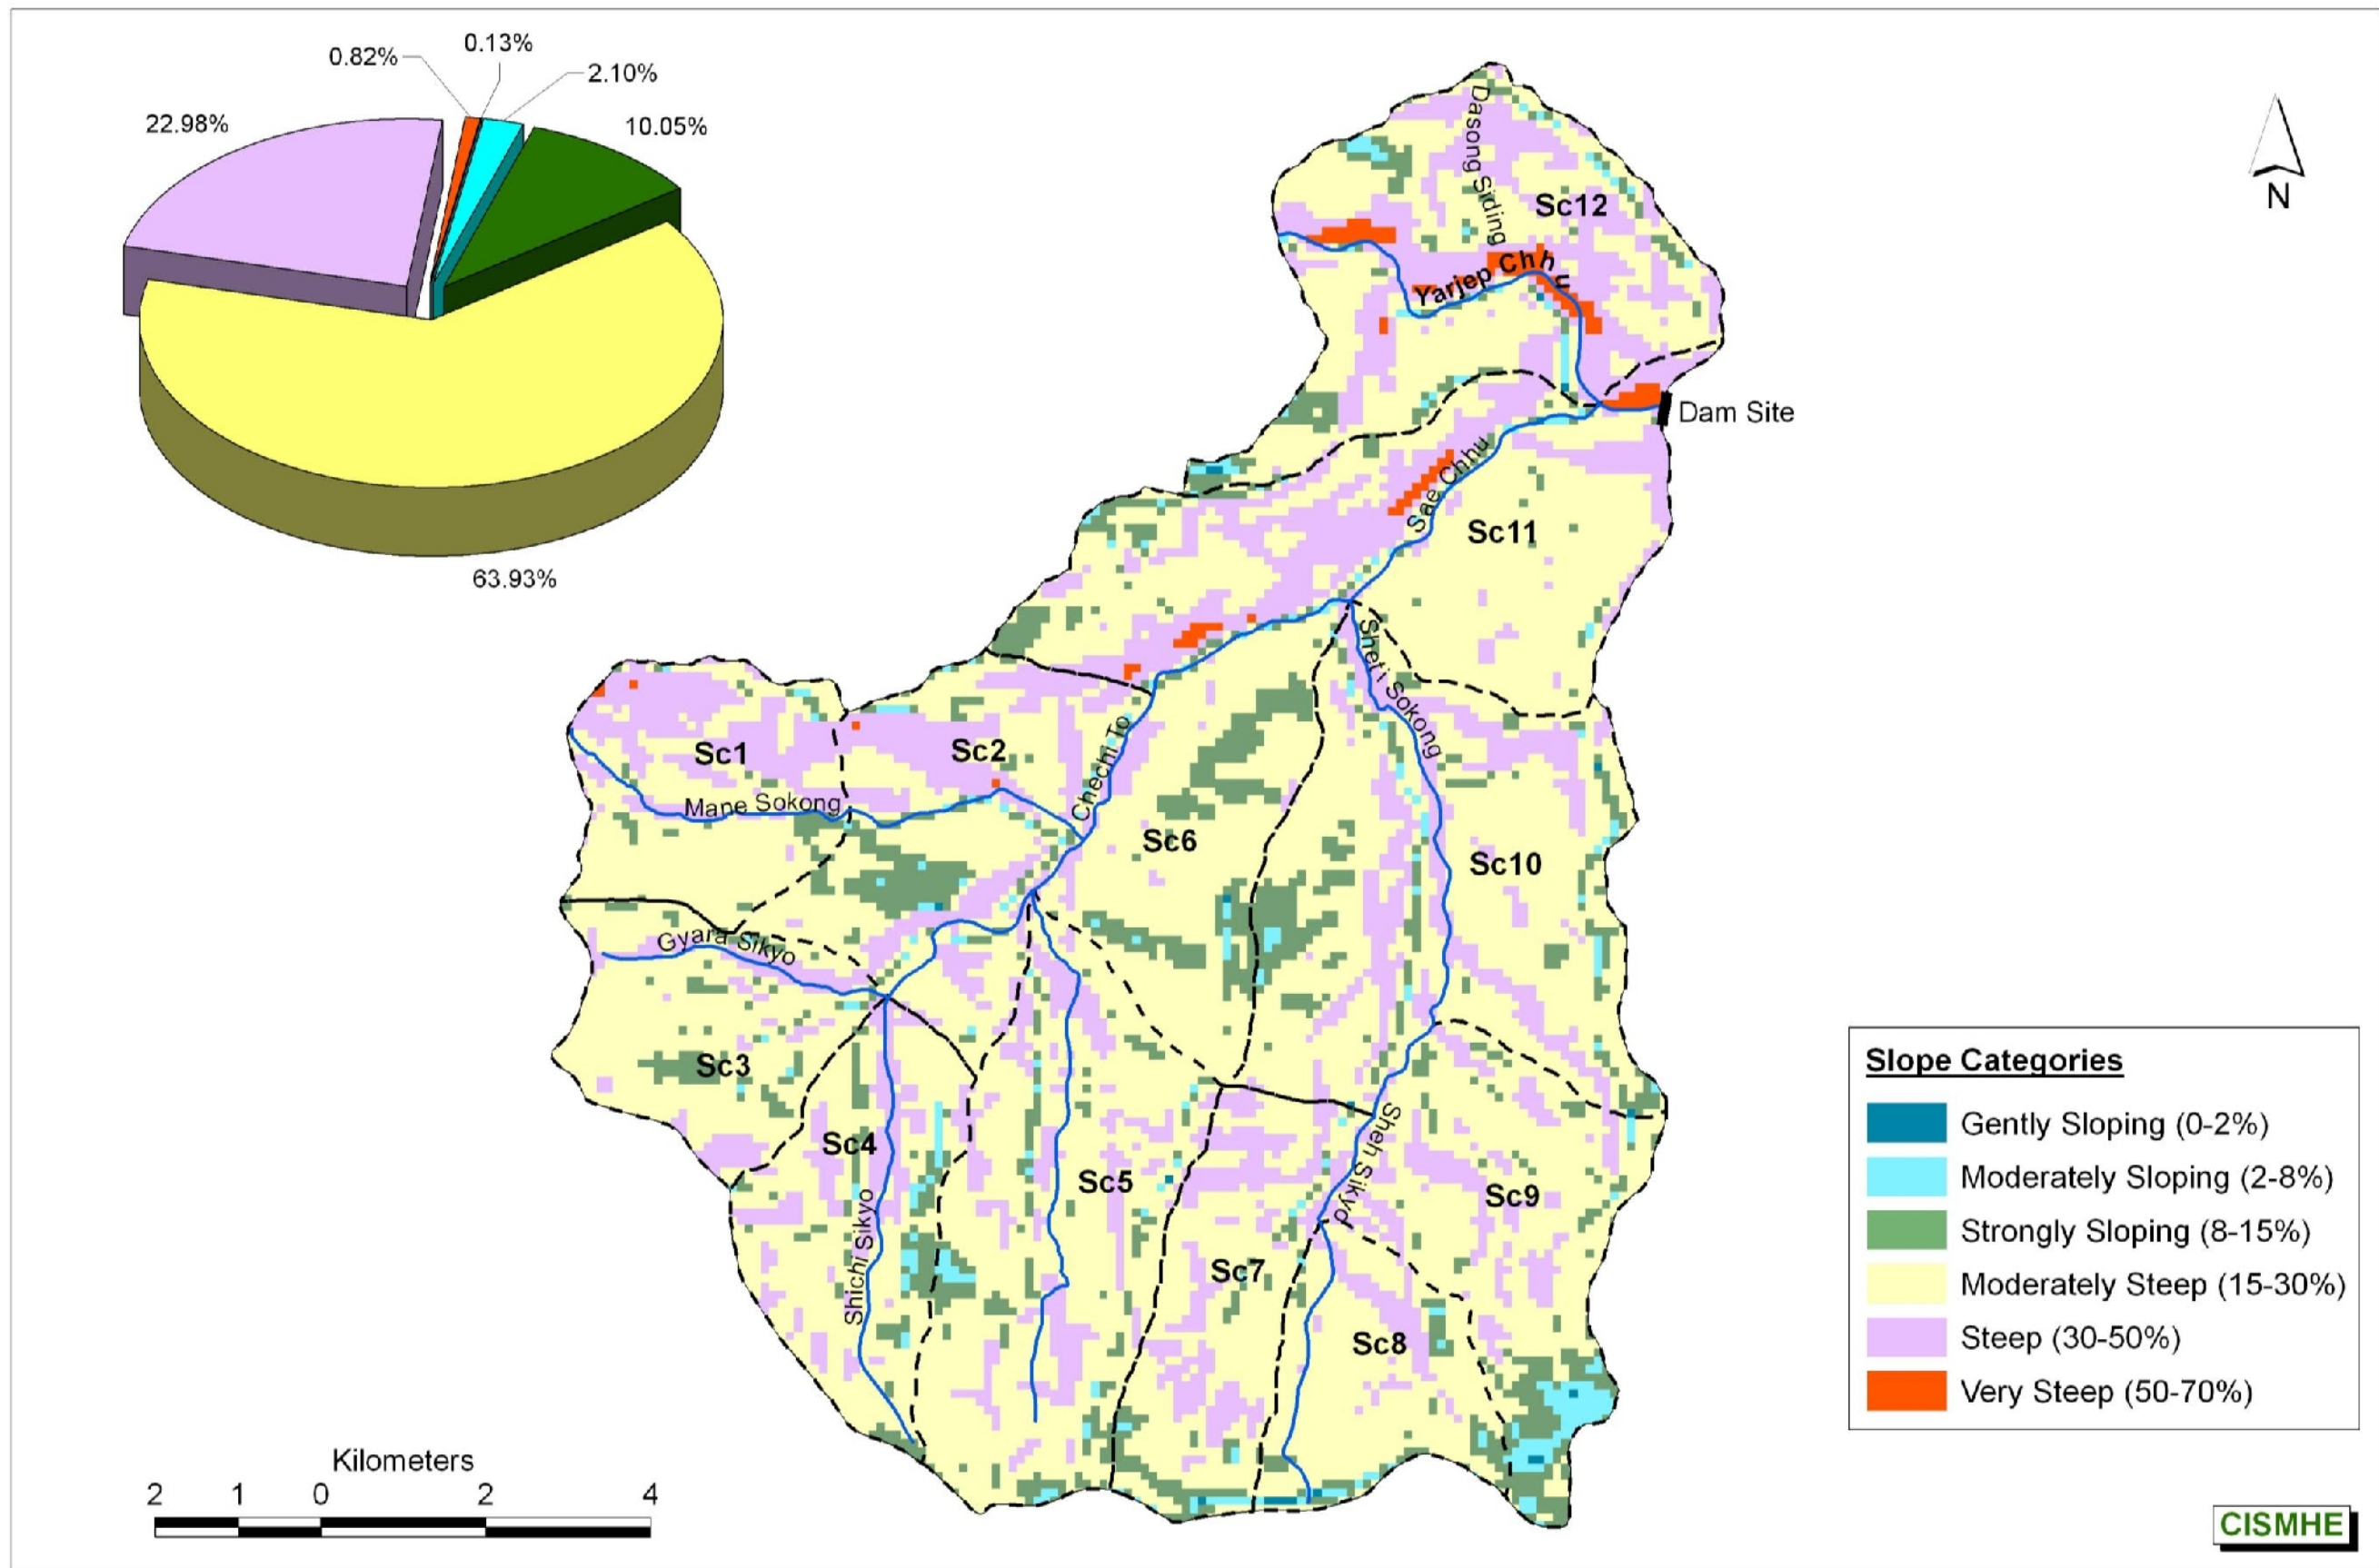 0.82%
0.13%
2.10%
22.98%
10.05%
63.93%
N
Dasong Siding
Sc12
Yarjep Chhu
Dam Site
Sae Chhu
Sc11
Sheti Sokong
Sc1
Sc2
Chechi To
Mane Sokong
Sc6
Sc10
Gyara Sikyo
Sc3
Sc4
Sc5
Sheh Sikyo
Sc9
Shichi Sikyo
Sc7
Sc8
Slope Categories
Gently Sloping (0-2%)
Moderately Sloping (2-8%)
Strongly Sloping (8-15%)
Moderately Steep (15-30%)
Steep (30-50%)
Very Steep (50-70%)
Kilometers
2 1 0 2 4
CISMHE